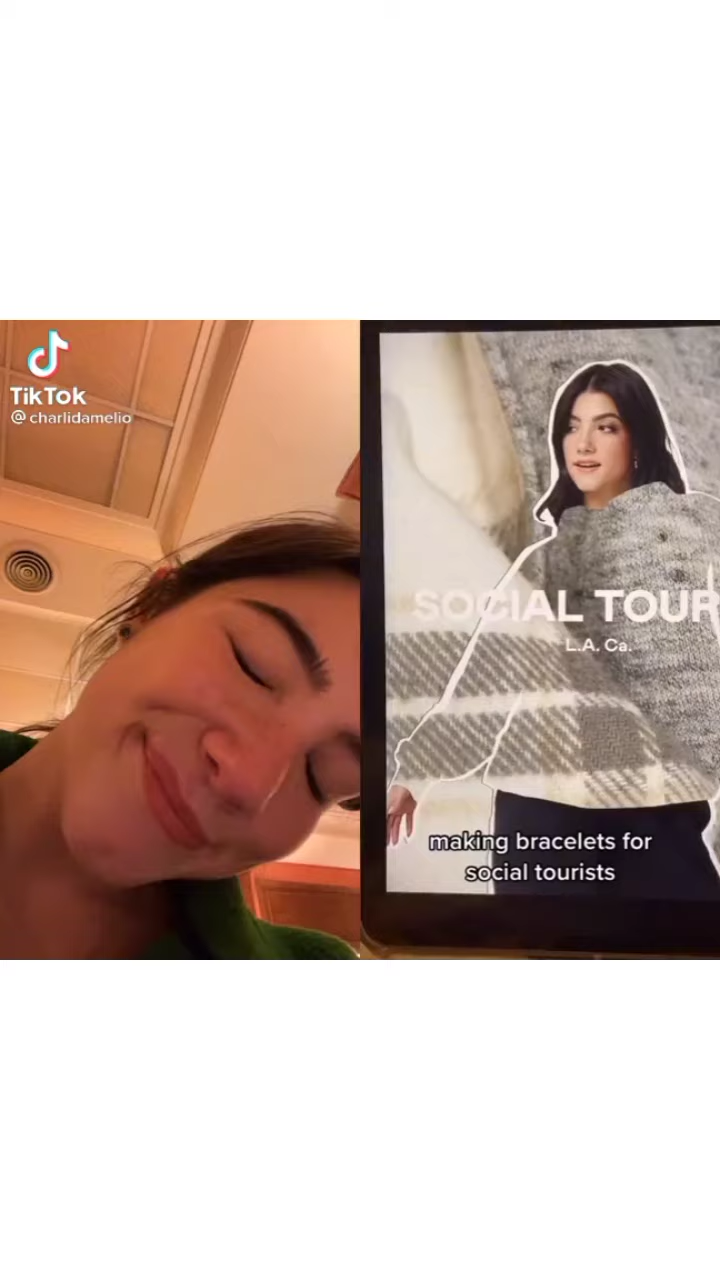 TikTok
@charlidamelio
SOCIAL TOUR
L.A. Ca.
making bracelets for
social tourists